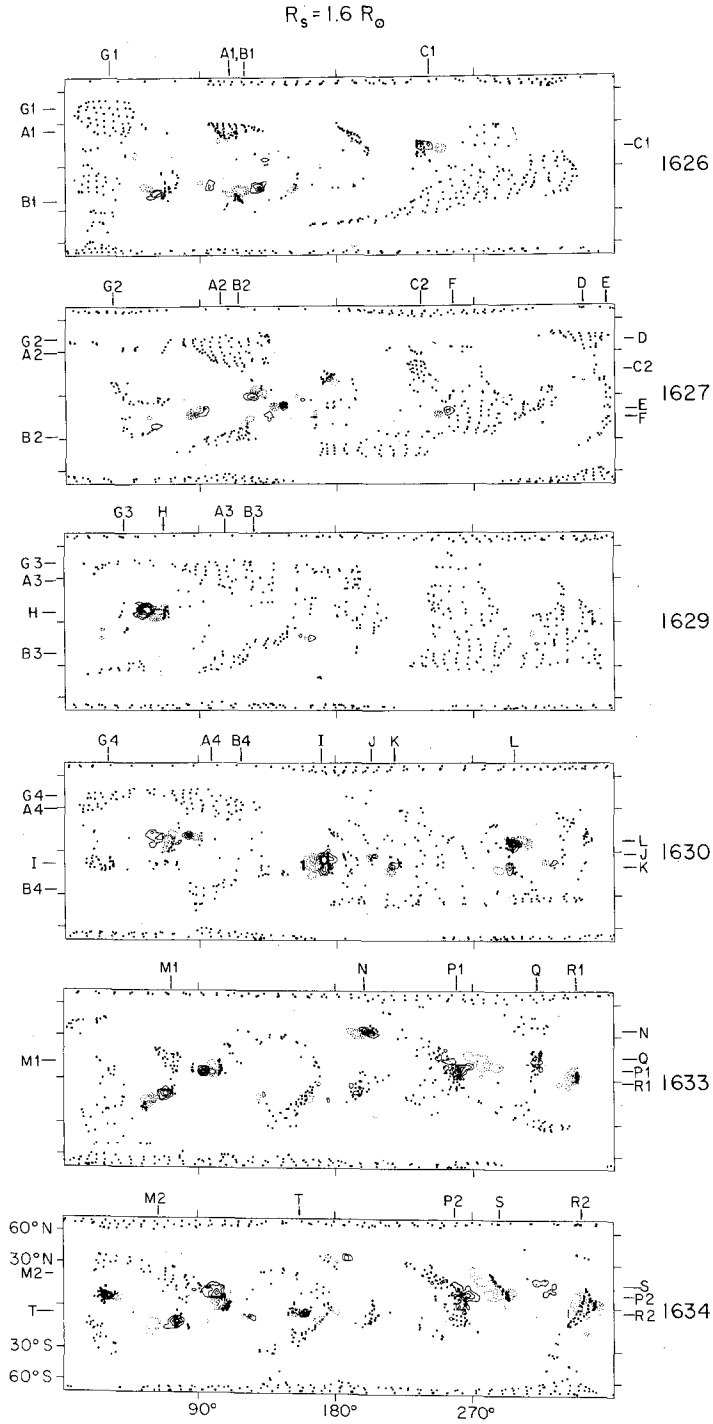 Rs = 1.6 R⊙
G1 A1,B1 C1
G1
A1
C1
1626
B1
G2 A2 B2 C2 F D E
G2
D
A2
C2
1627
E
F
B2
G3 H A3 B3
G3
A3
H
1629
B3
G4 A4 B4 I J K L
G4
A4
L
J
I
K
1630
B4
M1 N P1 Q R1
N
M1
Q
P1
R1
1633
M2 T P2 S R2
60°N
30°N
M2
S
P2
T
R2
1634
30°S
60°S
90° 180° 270°